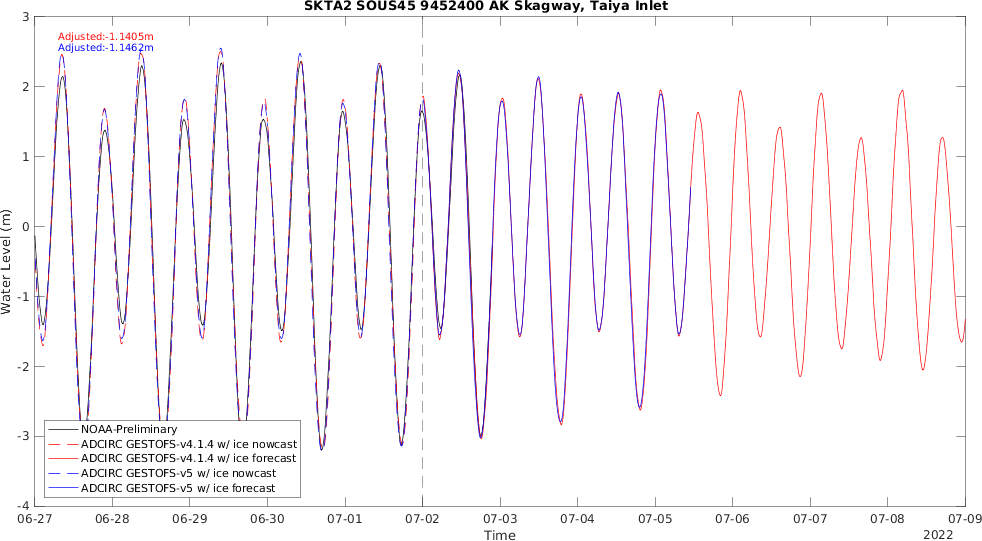 SKTA2 SOUS45 9452400 AK Skagway, Taiya Inlet
Adjusted:-1.1405m
Adjusted:-1.1462m
3
2
1
0
-1
-2
-3
-4
Water Level (m)
NOAA-Preliminary
ADCIRC GESTOFS-v4.1.4 w/ ice nowcast
ADCIRC GESTOFS-v4.1.4 w/ ice forecast
ADCIRC GESTOFS-v5 w/ ice nowcast
ADCIRC GESTOFS-v5 w/ ice forecast
06-27 06-28 06-29 06-30 07-01 07-02 07-03 07-04 07-05 07-06 07-07 07-08 07-09
Time
2022